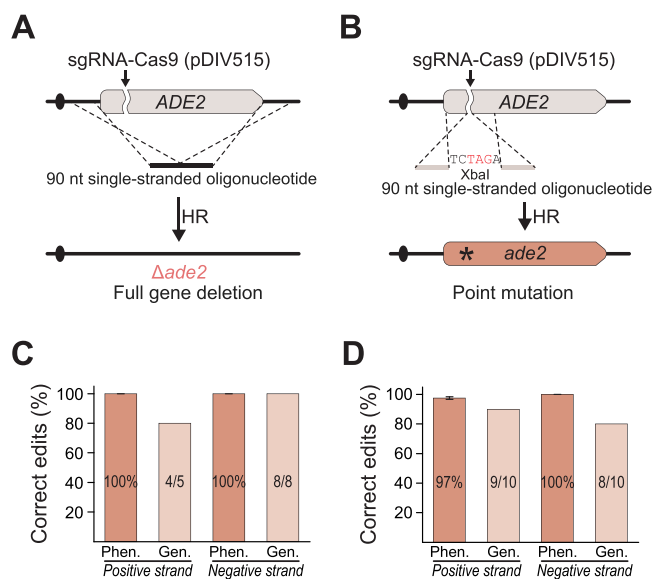 A
sgRNA-Cas9 (pDIV515)
ADE2
90 nt single-stranded oligonucleotide
HR
Δade2
Full gene deletion
B
sgRNA-Cas9 (pDIV515)
ADE2
TCTAGA
XbaI
90 nt single-stranded oligonucleotide
HR
* ade2
Point mutation
C
Correct edits (%)
100
80
60
40
20
100% 4/5 100% 8/8
Phen. Gen. Phen. Gen.
Positive strand Negative strand
D
Correct edits (%)
100
80
60
40
20
97% 9/10 100% 8/10
Phen. Gen. Phen. Gen.
Positive strand Negative strand